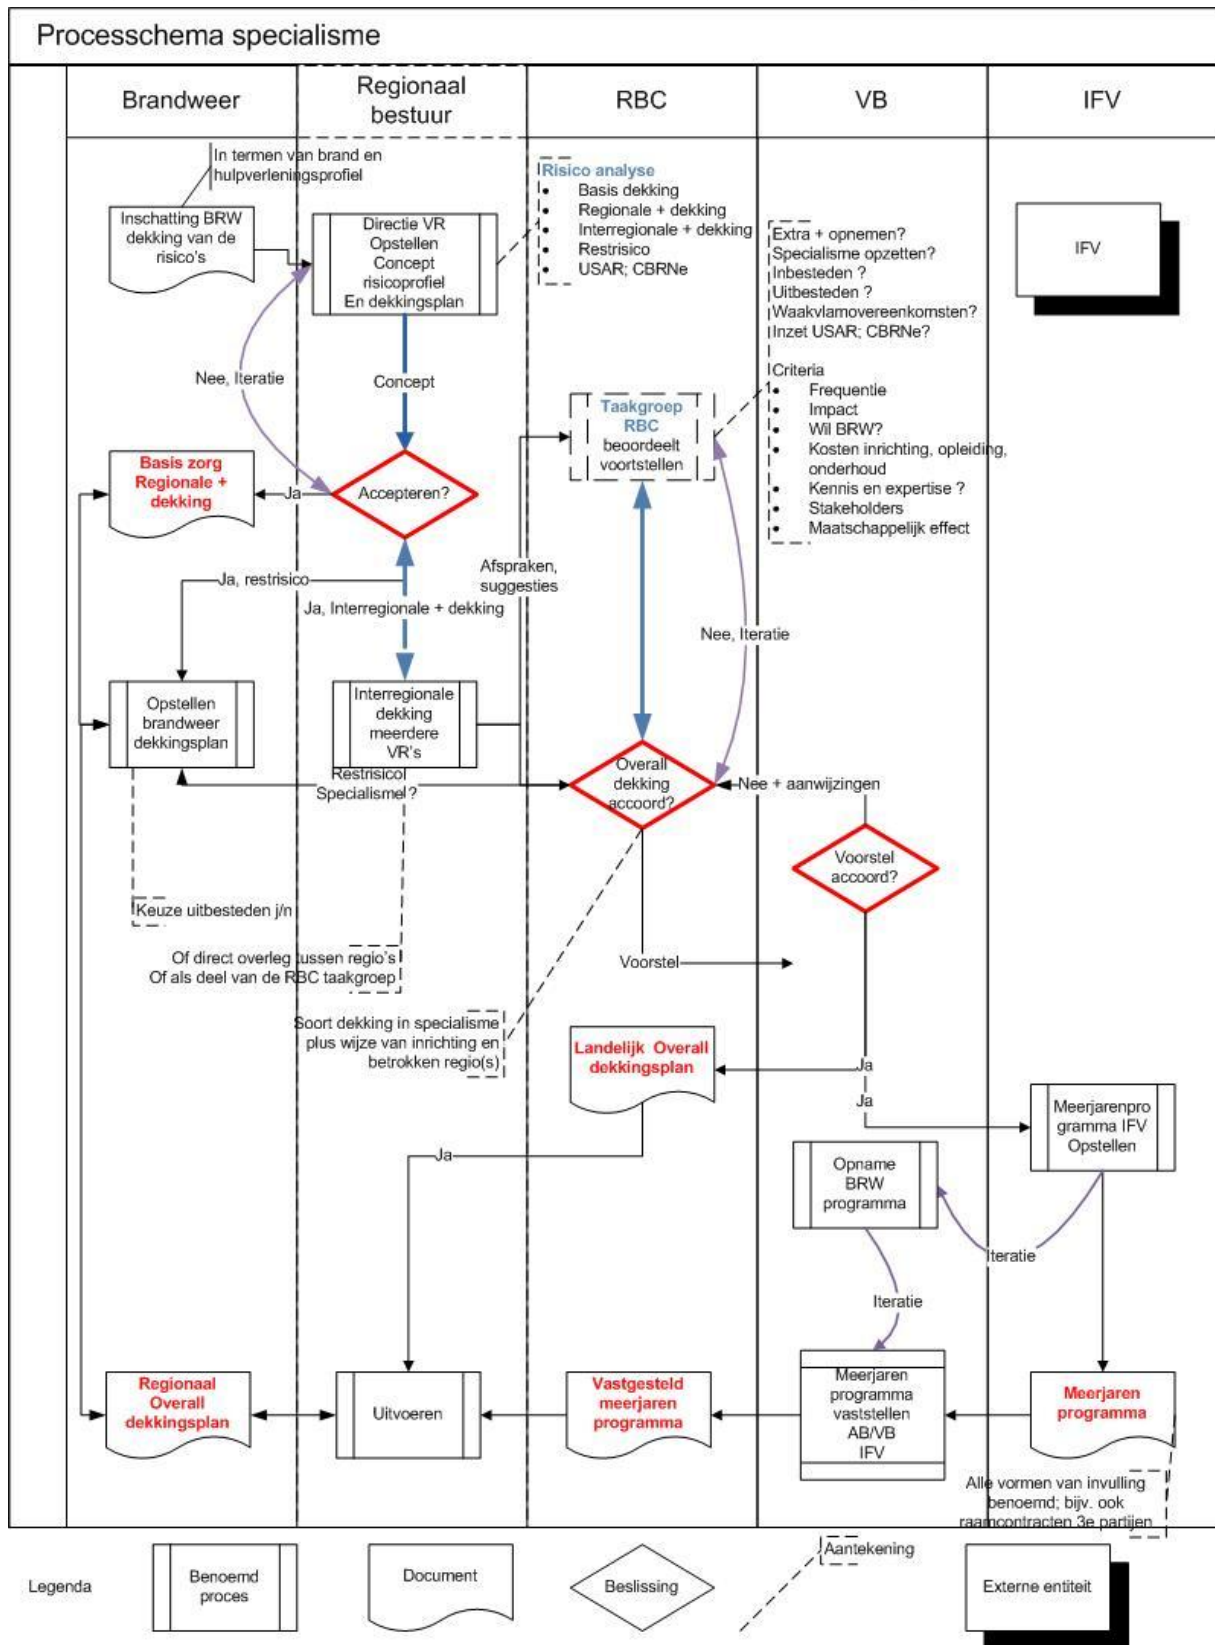 Processchema specialisme
Brandweer
Regionaal
bestuur
RBC
VB
IFV
In termen van brand en
hulpverleningsprofiel
Inschatting BRW
dekking van de
risico's
Directie VR
Opstellen
Concept
risicoprofiel
En dekkingsplan
Risico analyse
• Basis dekking
• Regionale + dekking
• Interregionale + dekking
• Restrisico
• USAR; CBRNe
Extra + opnemen?
Specialisme opzetten?
Inbesteden ?
Uitbesteden ?
Waakvlamovereenkomsten?
Inzet USAR; CBRNe?
Criteria
• Frequentie
• Impact
• Wil BRW?
• Kosten inrichting, opleiding,
onderhoud
• Kennis en expertise ?
• Stakeholders
• Maatschappelijk effect
IFV
Nee, Iteratie
Concept
Taakgroep
RBC
beoordeelt
voortstellen
Basis zorg
Regionale +
dekking
Ja
Accepteren?
Afspraken,
suggesties
Ja, restrisico
Ja, Interregionale + dekking
Nee, Iteratie
Opstellen
brandweer
dekkingsplan
Interregionale
dekking
meerdere
VR's
Restrisico!
Specialisme!?
Overall
dekking
accoord?
Nee + aanwijzingen
Voorstel
accoord?
Keuze uitbesteden j/n
Of direct overleg tussen regio's
Of als deel van de RBC taakgroep
Voorstel
Soort dekking in specialisme
plus wijze van inrichting en
betrokken regio(s)
Landelijk Overall
dekkingsplan
Ja
Ja
Meerjarenpro
gramma IFV
Opstellen
Ja
Opname
BRW
programma
Iteratie
Iteratie
Regionaal
Overall
dekkingsplan
Uitvoeren
Vastgesteld
meerjaren
programma
Meerjaren
programma
vaststellen
AB/VB
IFV
Meerjaren
programma
Alle vormen van invulling
benoemd; bijv. ook
raamcontracten 3e partijen
Legenda
Benoemd
proces
Document
Beslissing
Aantekening
Externe entiteit